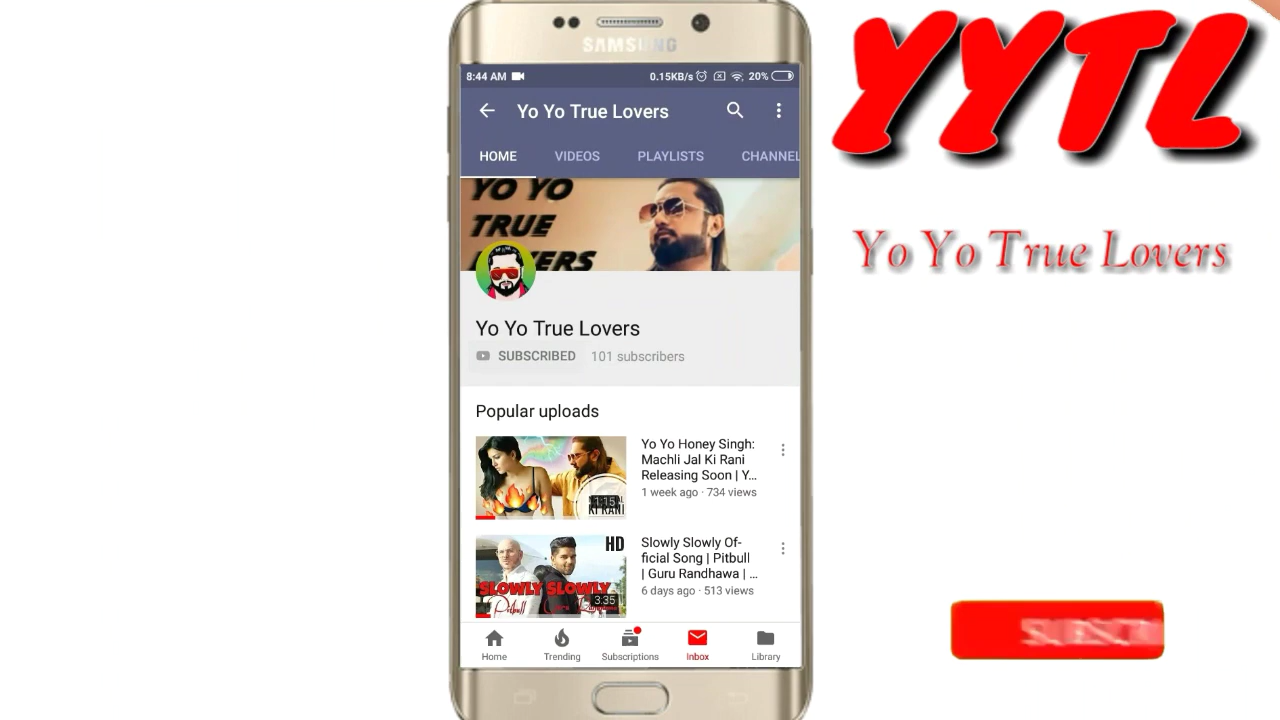 SAMSUNG
8:44 AM
0.15KB/s
20%
Yo Yo True Lovers
HOME VIDEOS PLAYLISTS CHANNEL
YO YO
TRUE
Yo Yo True Lovers
SUBSCRIBED 101 subscribers
Popular uploads
Yo Yo Honey Singh:
Machli Jal Ki Rani
Releasing Soon | Y...
1 week ago · 734 views
1:15
KI RANI
Slowly Slowly Of-
ficial Song | Pitbull
| Guru Randhawa | ...
6 days ago · 513 views
HD
SLOWLY SLOWLY
Pitbull
3:35
Home Trending Subscriptions Inbox Library
YYTL
Yo Yo True Lovers